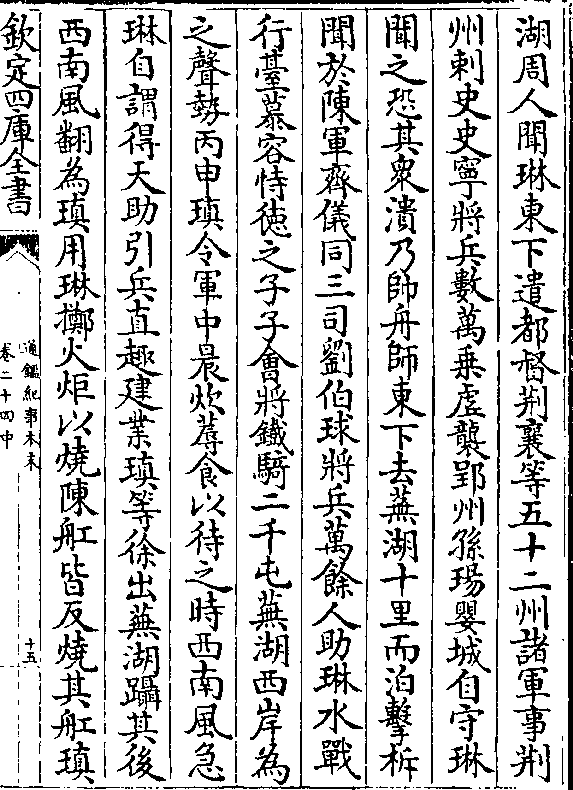 湖周人聞琳東下遣都督荆襄等五十二州諸軍事荆
州刺史史寧將兵數萬乗虚襲郢州孫瑒嬰城自守琳
聞之恐其衆潰乃帥舟師東下去蕪湖十里而泊擊柝
聞於陳軍齊儀同三司劉伯球將兵萬餘人助琳水戰
行臺慕容恃德之子子會將鐵騎二千屯蕪湖西岸為
之聲勢丙申瑱令軍中晨炊蓐食以待之時西南風急
琳自謂得天助引兵直趣建業瑱等徐出蕪湖躡其後
西南風翻為瑱用琳擲火炬以燒陳舡皆反燒其舡瑱
欽定四庫全書
通鑑紀事本末
卷二十四中
十五